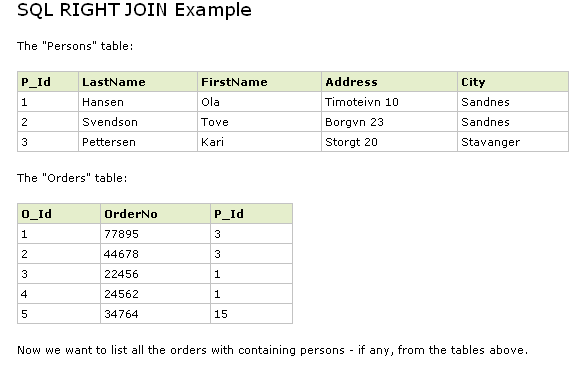 SQL RIGHT JOIN Example
The "Persons" table:
P_Id LastName FirstName Address City
1 Hansen Ola Timoteivn 10 Sandnes
2 Svendson Tove Borgvn 23 Sandnes
3 Pettersen Kari Storgt 20 Stavanger
The "Orders" table:
O_Id OrderNo P_Id
1 77895 3
2 44678 3
3 22456 1
4 24562 1
5 34764 15
Now we want to list all the orders with containing persons - if any, from the tables above.